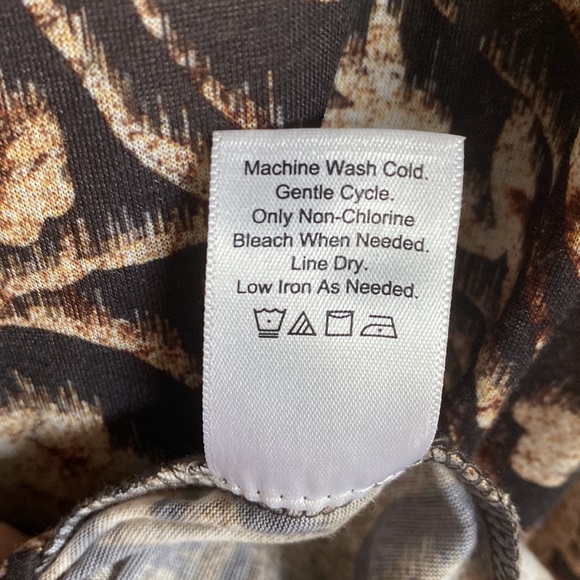 Machine Wash Cold.
Gentle Cycle.
Only Non-Chlorine
Bleach When Needed.
Line Dry.
Low Iron As Needed.